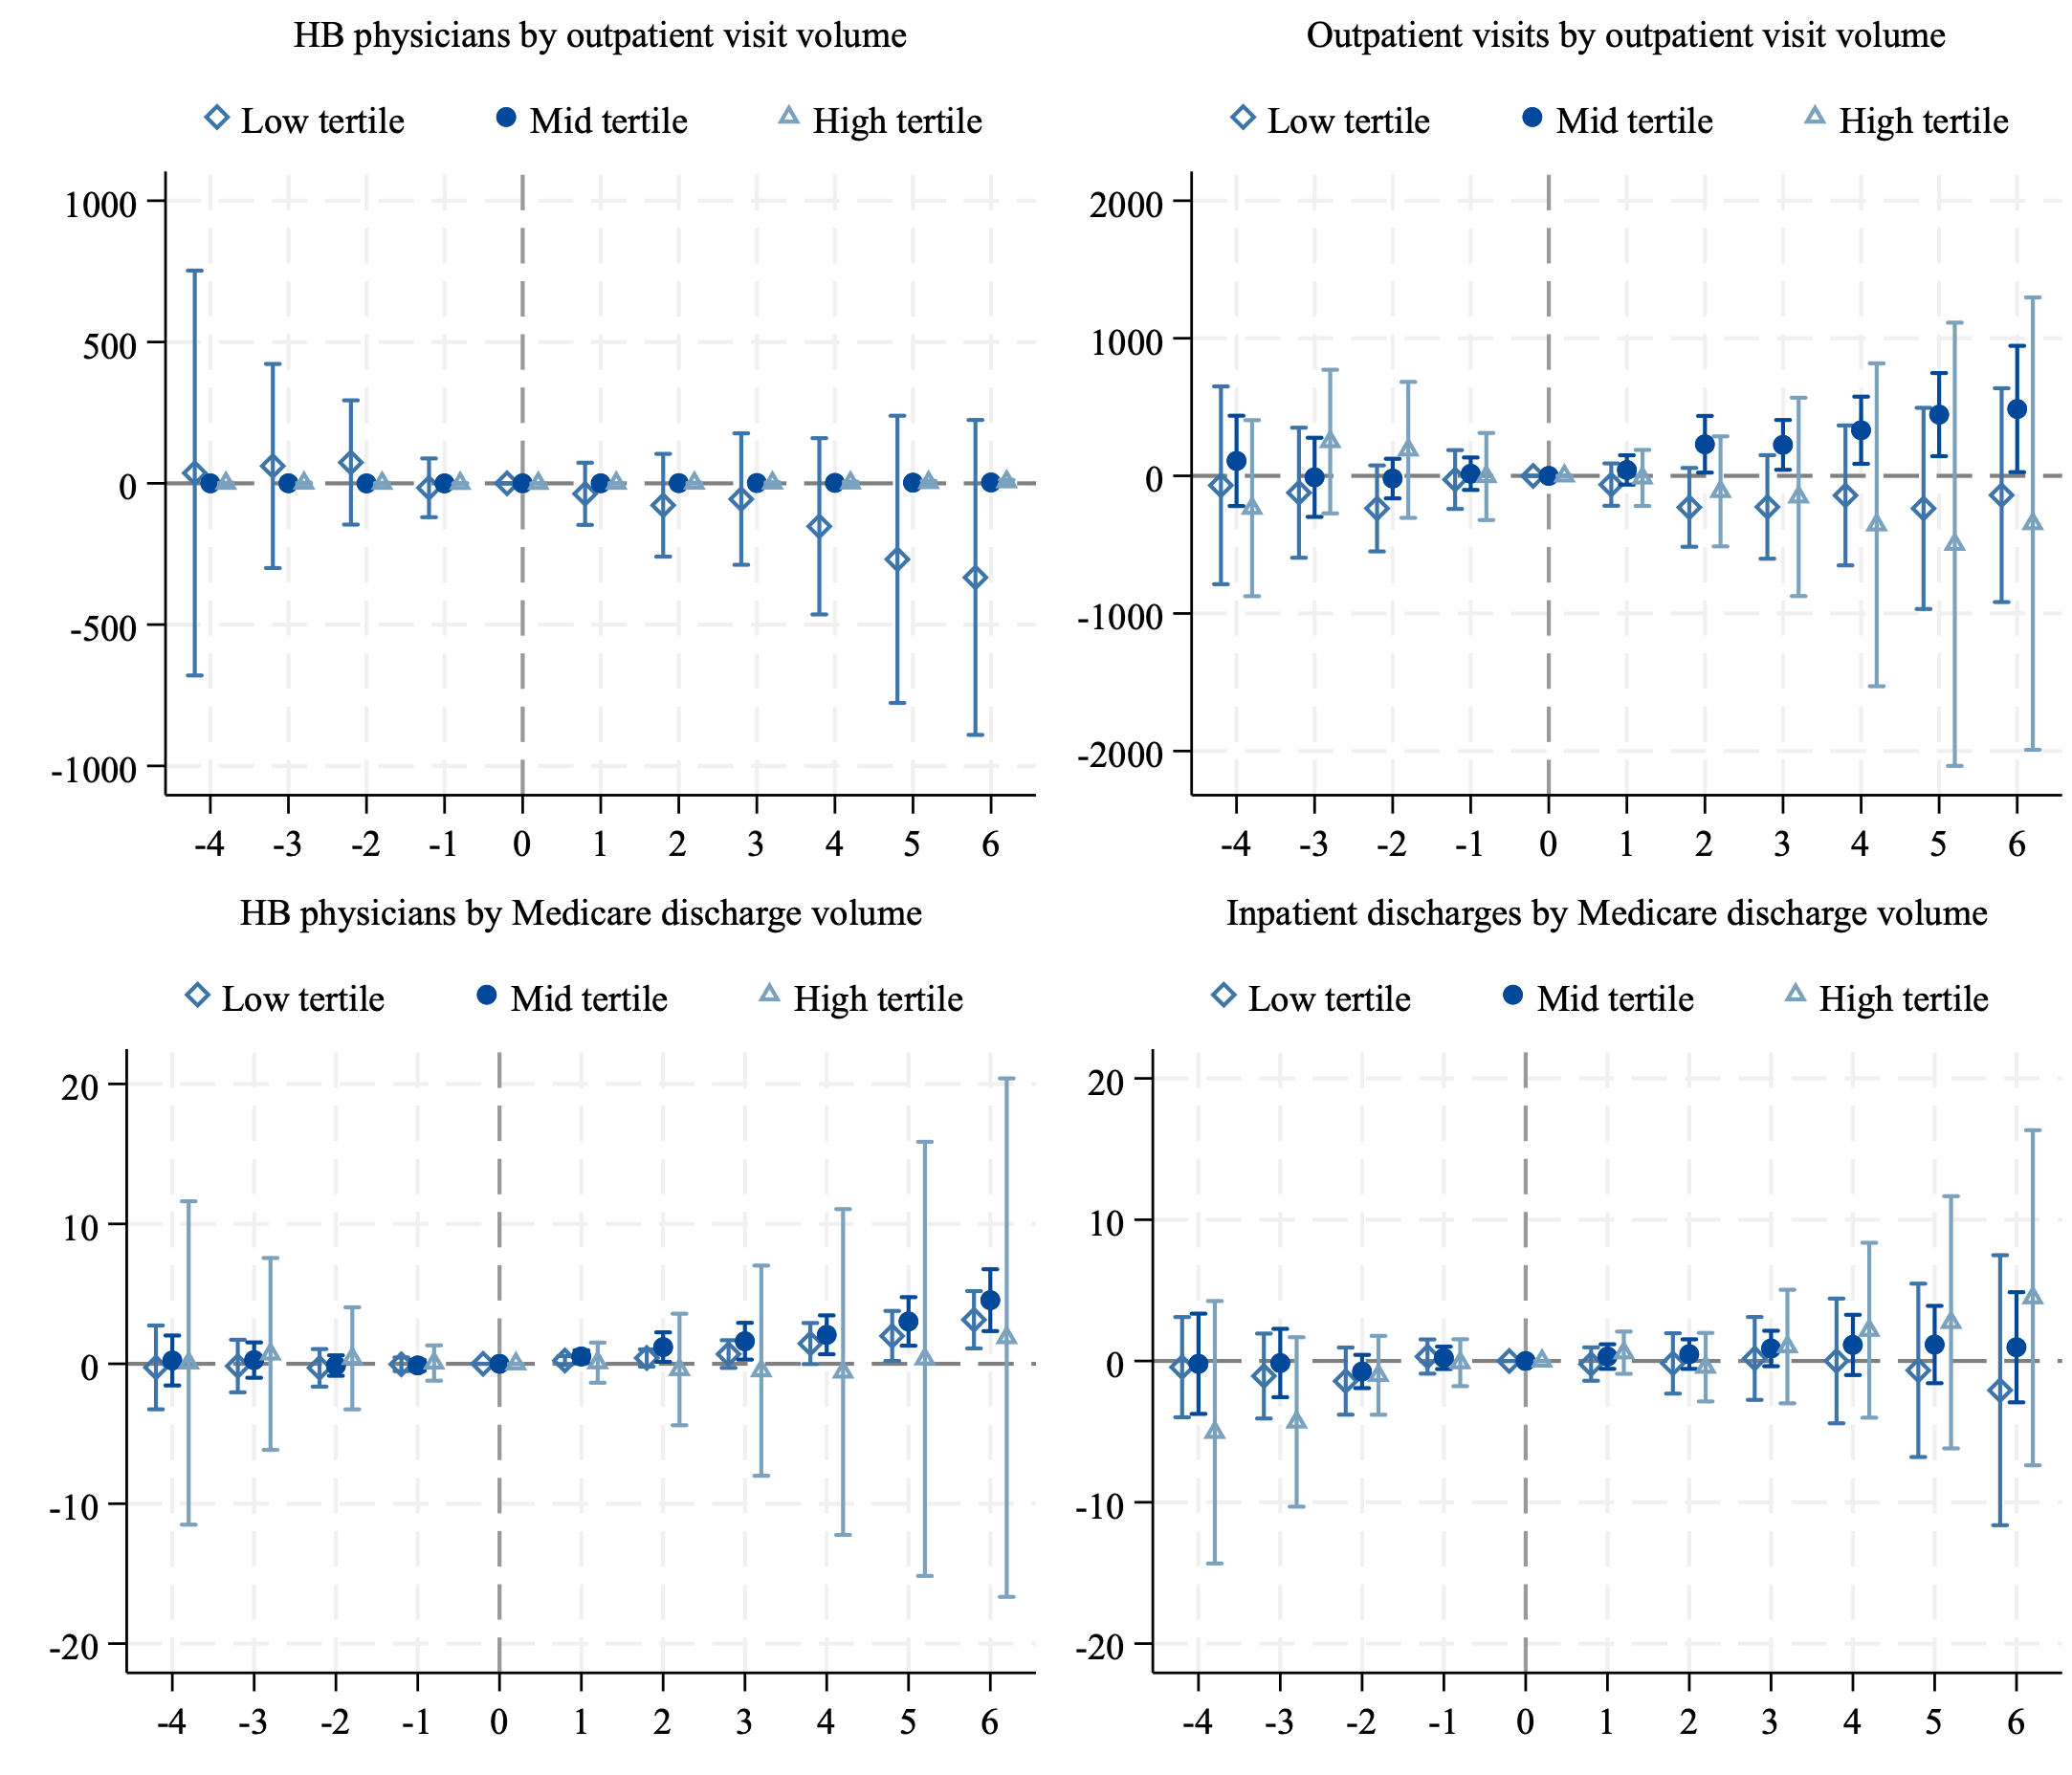 HB physicians by outpatient visit volume
Low tertile Mid tertile High tertile
1000
500
0
-500
-1000
-4 -3 -2 -1 0 1 2 3 4 5 6
Outpatient visits by outpatient visit volume
Low tertile Mid tertile High tertile
2000
1000
0
-1000
-2000
-4 -3 -2 -1 0 1 2 3 4 5 6
HB physicians by Medicare discharge volume
Low tertile Mid tertile High tertile
20
10
0
-10
-20
-4 -3 -2 -1 0 1 2 3 4 5 6
Inpatient discharges by Medicare discharge volume
Low tertile Mid tertile High tertile
20
10
0
-10
-20
-4 -3 -2 -1 0 1 2 3 4 5 6